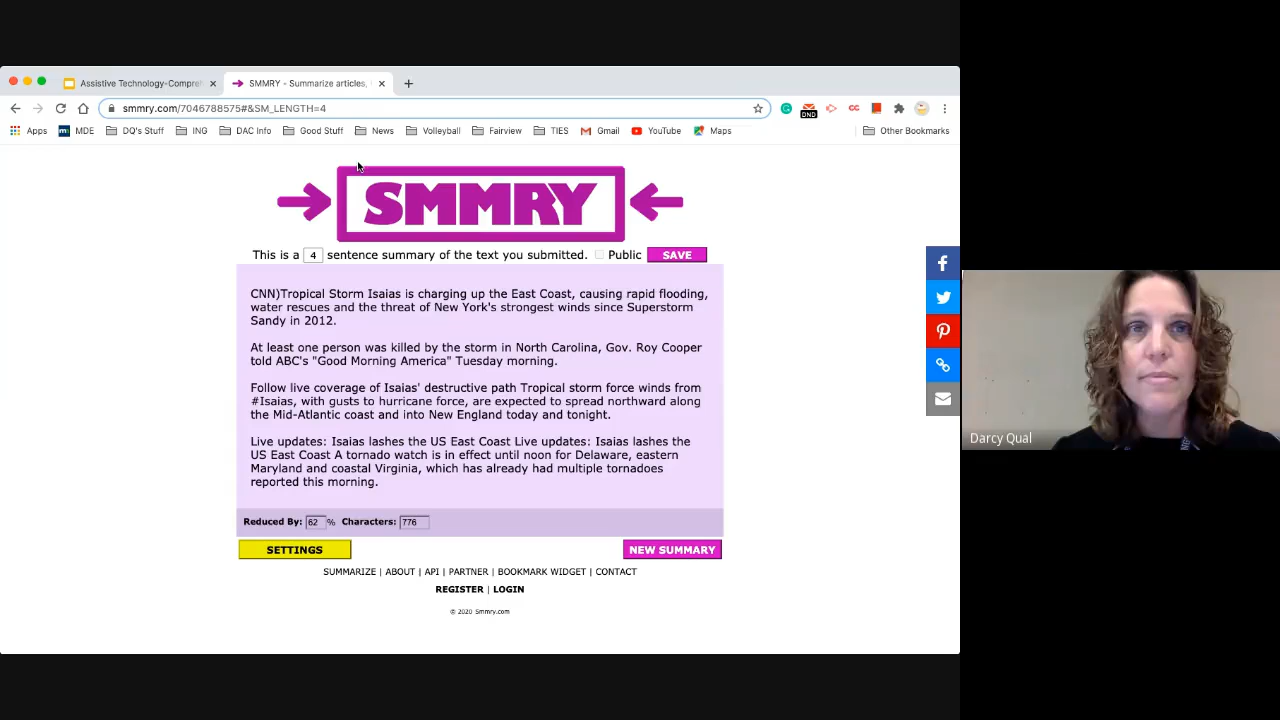 Assistive Technology-Compreh
SMMRY - Summarize articles,
smmry.com/7046788575#&SM_LENGTH=4
DND
CC
Apps
MDE
DQ's Stuff
ING
DAC Info
Good Stuff
News
Volleyball
Fairview
TIES
Gmail
YouTube
Maps
Other Bookmarks
SMMRY
This is a 4 sentence summary of the text you submitted. Public SAVE
CNN)Tropical Storm Isaias is charging up the East Coast, causing rapid flooding,
water rescues and the threat of New York's strongest winds since Superstorm
Sandy in 2012.
At least one person was killed by the storm in North Carolina, Gov. Roy Cooper
told ABC's "Good Morning America" Tuesday morning.
Follow live coverage of Isaias' destructive path Tropical storm force winds from
#Isaias, with gusts to hurricane force, are expected to spread northward along
the Mid-Atlantic coast and into New England today and tonight.
Live updates: Isaias lashes the US East Coast Live updates: Isaias lashes the
US East Coast A tornado watch is in effect until noon for Delaware, eastern
Maryland and coastal Virginia, which has already had multiple tornadoes
reported this morning.
Reduced By: 62 % Characters: 776
SETTINGS
NEW SUMMARY
SUMMARIZE | ABOUT | API | PARTNER | BOOKMARK WIDGET | CONTACT
REGISTER | LOGIN
© 2020 Smmry.com
Darcy Qual